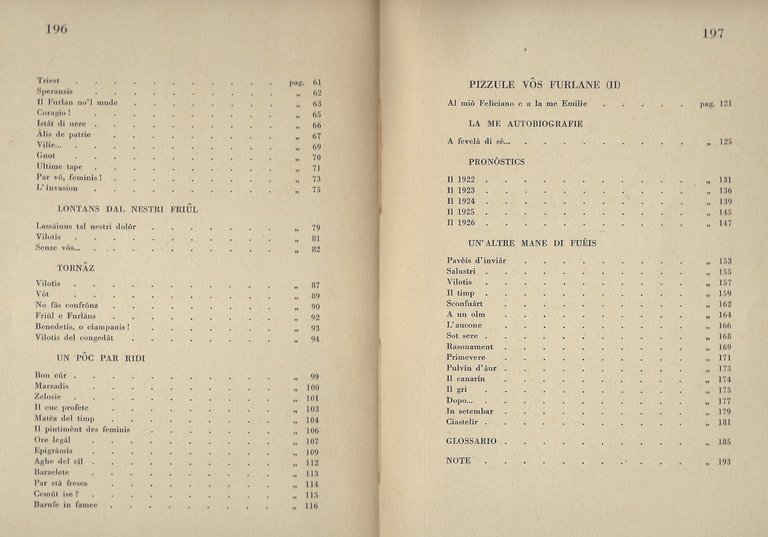 196
Triest . . . . . . . . . . pag. 61
Speranzis . . . . . . . . . . „ 62
Il Furlan no'l mude . . . . . . . . „ 63
Coragio! . . . . . . . . . . „ 65
Istât di uere . . . . . . . . . „ 66
Àlis de patrie . . . . . . . . . „ 67
Vilie... . . . . . . . . . . „ 69
Gnot . . . . . . . . . . „ 70
Ultime tape . . . . . . . . . „ 71
Par vô, feminis! . . . . . . . . . „ 73
L'invasion . . . . . . . . . „ 75
LONTANS DAL NESTRI FRIÛL
Lassàinus tal nestri dolôr . . . . . . . „ 79
Vilotis . . . . . . . . . . „ 81
Senze vôs... . . . . . . . . . „ 82
TORNÂZ
Vilotis . . . . . . . . . . „ 87
Vôt . . . . . . . . . . „ 89
No fâs confrònz . . . . . . . . . „ 90
Friûl e Furlàns . . . . . . . . . „ 92
Benedetis, o ciampanis! . . . . . . . . „ 93
Vilotis del congedât . . . . . . . . „ 94
UN PÔC PAR RIDI
Bon cûr . . . . . . . . . . „ 99
Marzadis . . . . . . . . . „ 100
Zelosie . . . . . . . . . . „ 101
Il cuc profete . . . . . . . . . „ 103
Matèz del timp . . . . . . . . . „ 104
Il pintimènt des feminis . . . . . . . „ 106
Ore legâl . . . . . . . . . „ 107
Epigràmis . . . . . . . . . „ 109
Aghe del cîl . . . . . . . . . „ 112
Barzelete . . . . . . . . . „ 113
Par stâ frescs . . . . . . . . . „ 114
Cemût ise? . . . . . . . . . „ 115
Barufe in famee . . . . . . . . . „ 116
197
PIZZULE VÔS FURLANE (II)
Al miò Feliciano e a la me Emilie . . . . . pag. 121
LA ME AUTOBIOGRAFIE
A fevelà di sé... . . . . . . . . „ 125
PRONÒSTICS
Il 1922 . . . . . . . . . . „ 131
Il 1923 . . . . . . . . . . „ 136
Il 1924 . . . . . . . . . . „ 139
Il 1925 . . . . . . . . . . „ 145
Il 1926 . . . . . . . . . . „ 147
UN'ALTRE MANE DI FUÈIS
Pavèis d'inviâr . . . . . . . . . „ 153
Salustri . . . . . . . . . . „ 155
Vilotis . . . . . . . . . . „ 157
Il timp . . . . . . . . . . „ 159
Sconfuârt . . . . . . . . . „ 162
A un olm . . . . . . . . . „ 164
L'ancone . . . . . . . . . „ 166
Sot sere . . . . . . . . . . „ 168
Rasonament . . . . . . . . . „ 169
Primevere . . . . . . . . . „ 171
Pulvin d'àur . . . . . . . . . „ 173
Il canarin . . . . . . . . . „ 174
Il gri . . . . . . . . . . „ 175
Dopo... . . . . . . . . . . „ 177
In setembar . . . . . . . . . „ 179
Ciastelir . . . . . . . . . . „ 181
GLOSSARIO . . . . . . . . . „ 185
NOTE . . . . . . . . . . „ 193